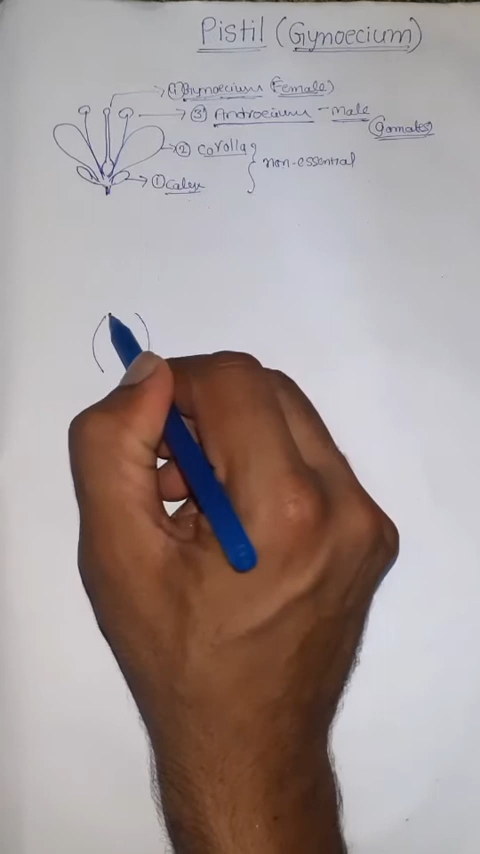 Pistil (Gynoecium)
④ Gynoecium (Female)
③ Androecium - male
(Gamates)
② Corolla
non-essential
① Calyx